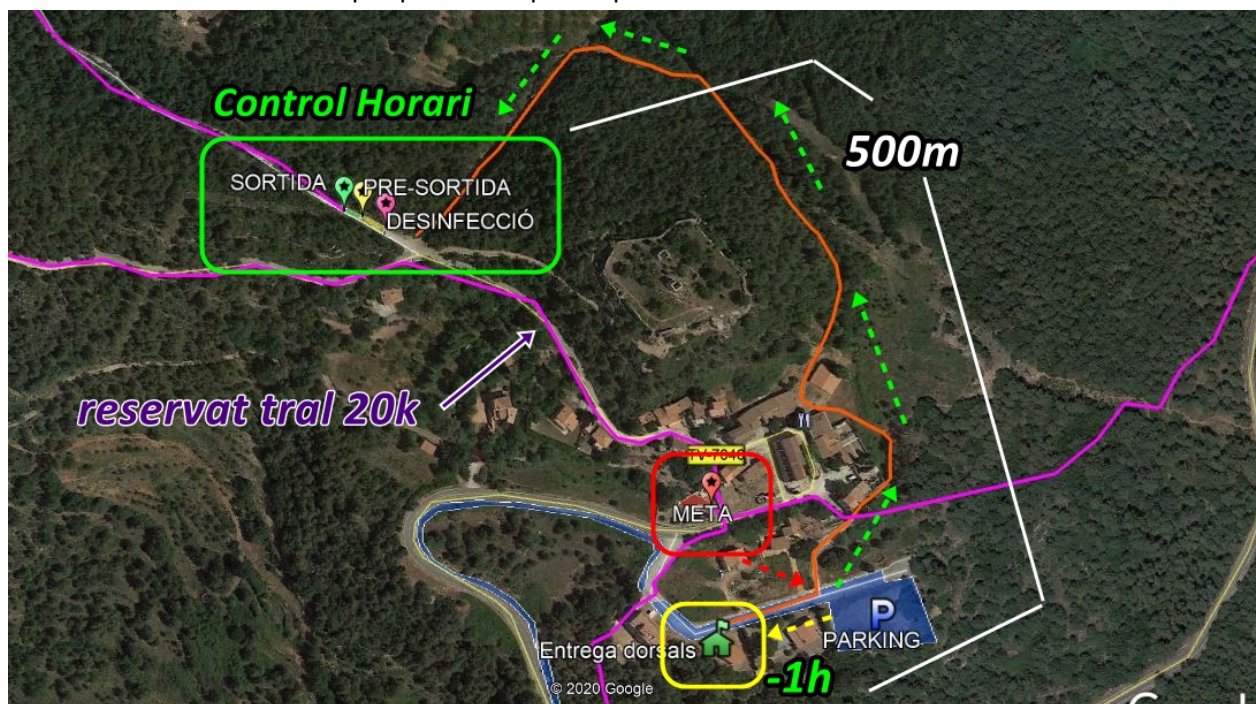 Control Horari
500m
SORTIDA
PRE-SORTIDA
DESINFECCIÓ
reservat tral 20k
TV-7046
META
P
PARKING
Entrega dorsals
-1h
© 2020 Google